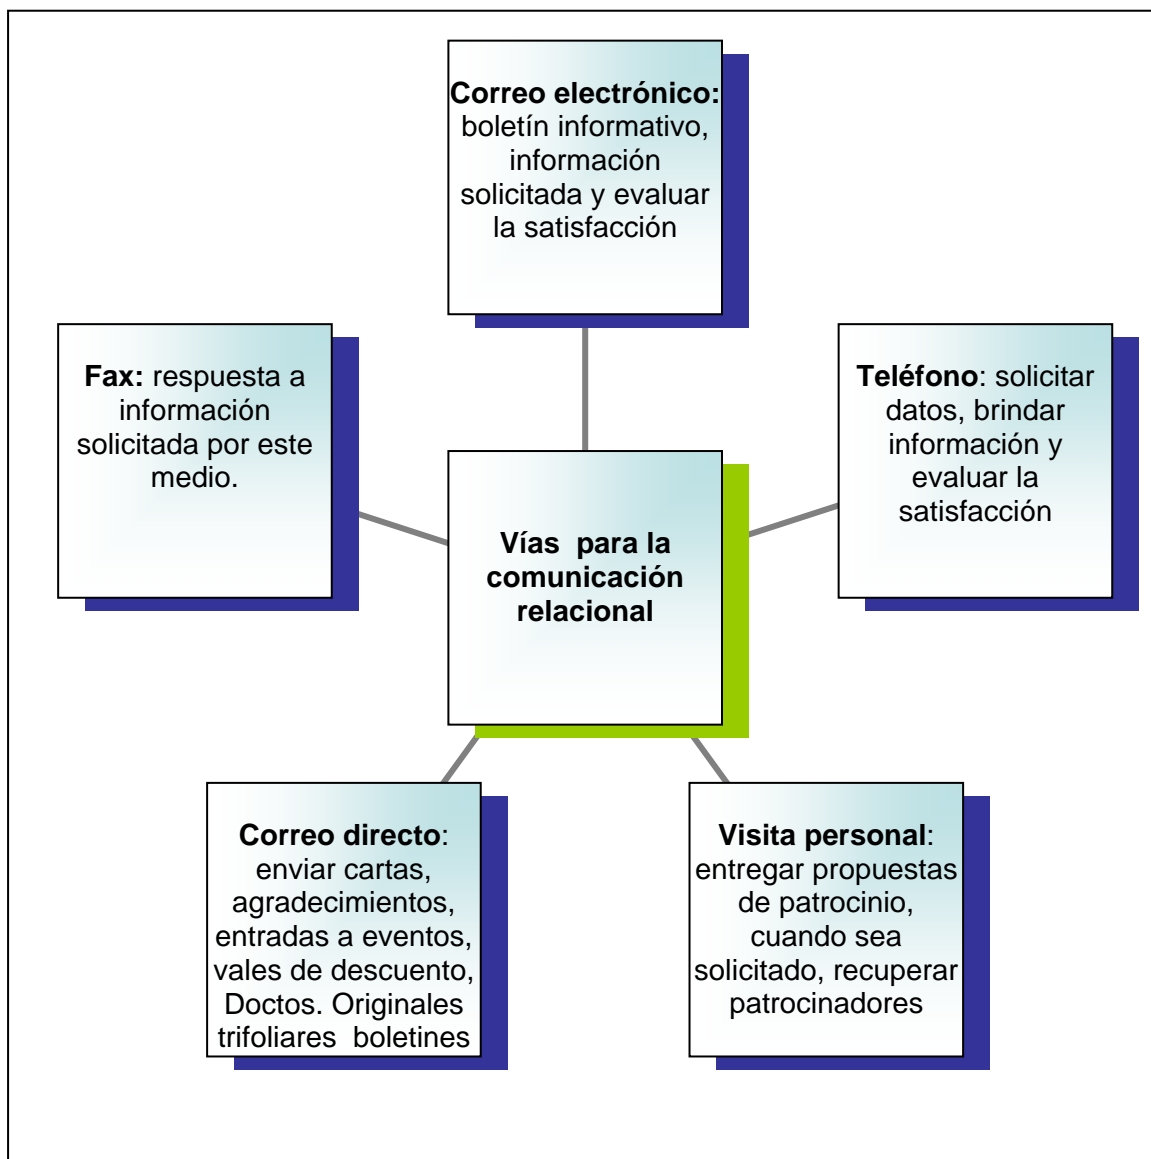 Correo electrónico:
boletín informativo,
información
solicitada y evaluar
la satisfacción
Fax: respuesta a
información
solicitada por este
medio.
Teléfono: solicitar
datos, brindar
información y
evaluar la
satisfacción
Vías  para la
comunicación
relacional
Correo directo:
enviar cartas,
agradecimientos,
entradas a eventos,
vales de descuento,
Doctos. Originales
trifoliares  boletines
Visita personal:
entregar propuestas
de patrocinio,
cuando sea
solicitado, recuperar
patrocinadores